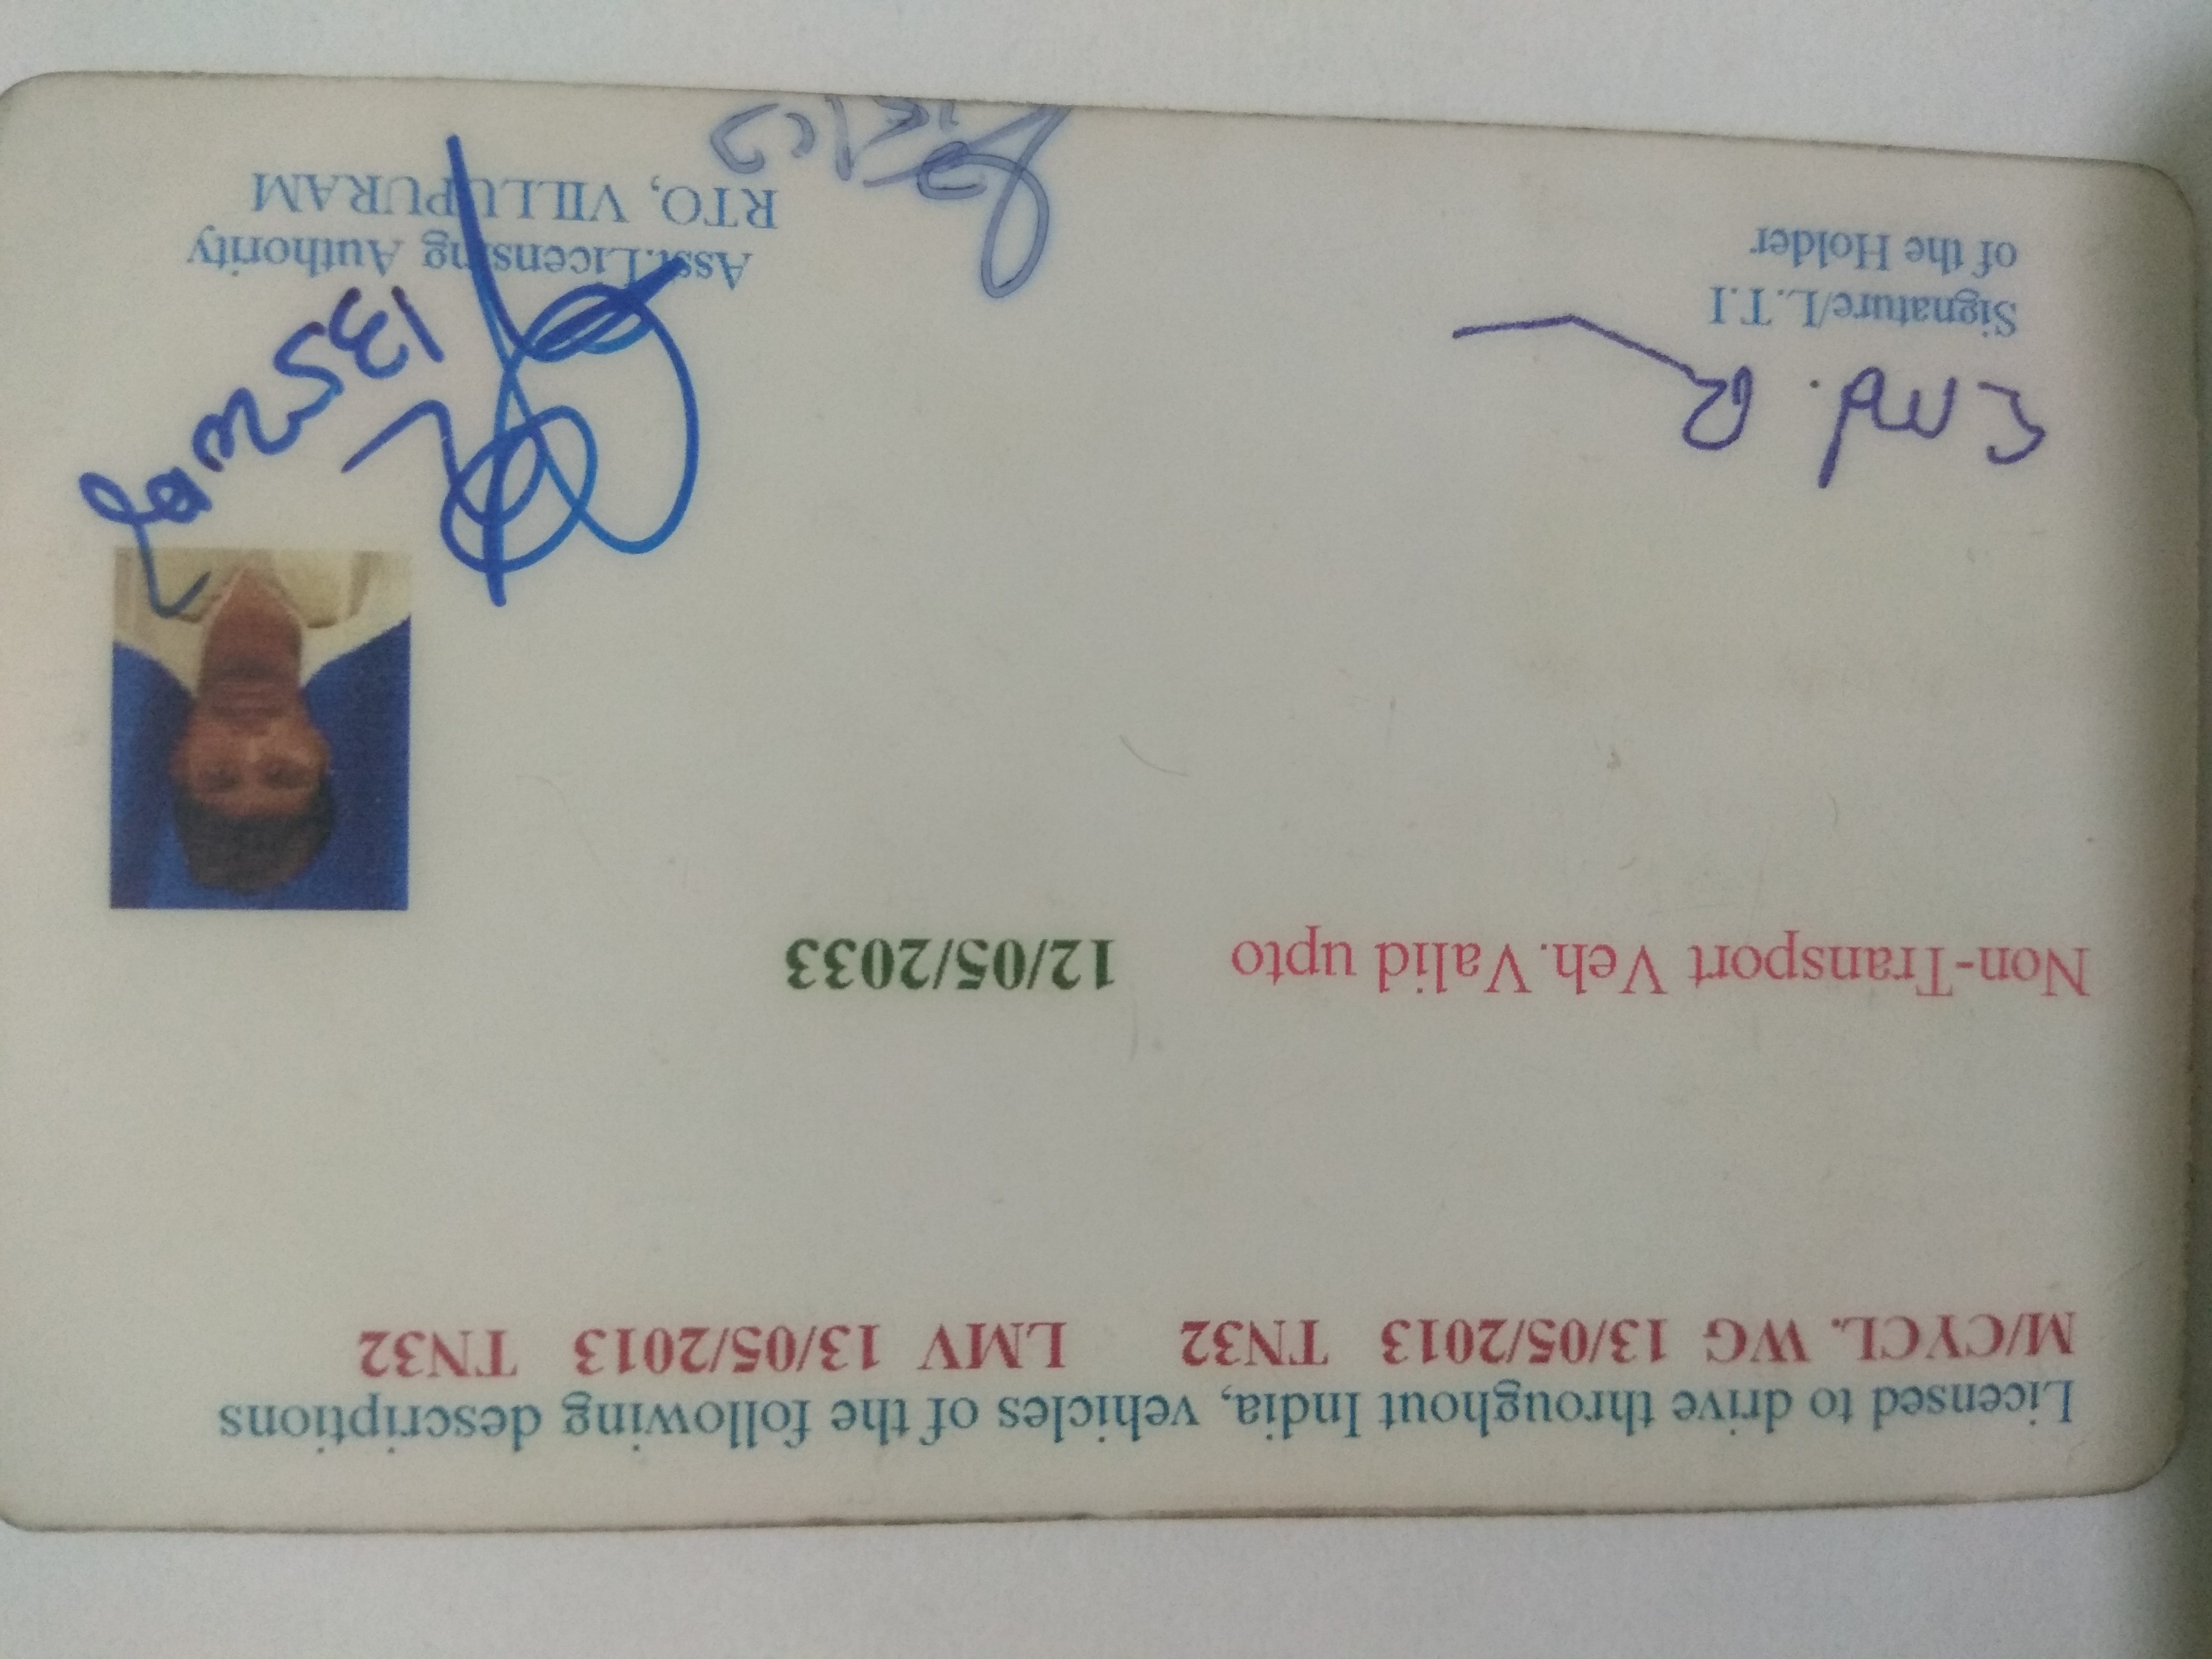 Licensed to drive throughout India, vehicles of the following descriptions
M/CYCL. WG 13/05/2013 TN32 LMV 13/05/2013 TN32
Non-Transport Veh. Valid upto 12/05/2033
Signature/L.T.I
of the Holder
Asst.Licensing Authority
RTO, VILLUPURAM